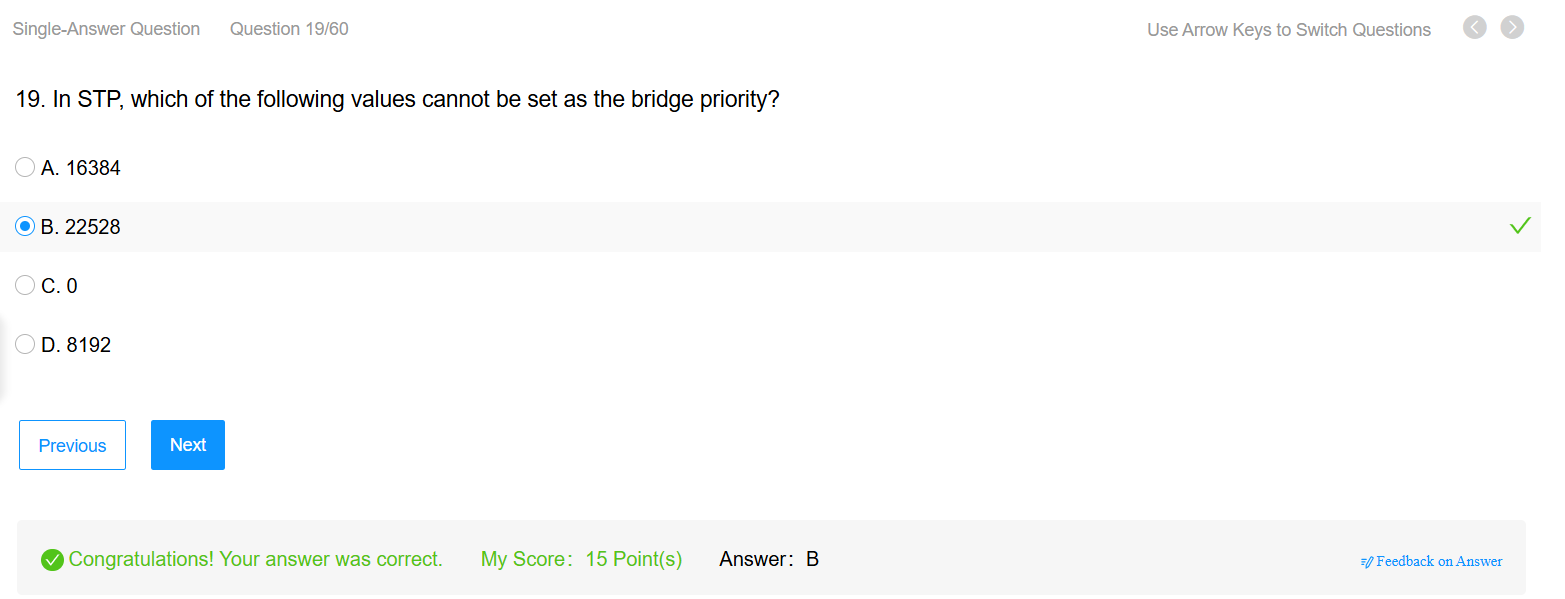 Single-Answer Question Question 19/60 Use Arrow Keys to Switch Questions
19. In STP, which of the following values cannot be set as the bridge priority?
A. 16384
B. 22528
C. 0
D. 8192
Previous Next
Congratulations! Your answer was correct. My Score：15 Point(s) Answer：B Feedback on Answer